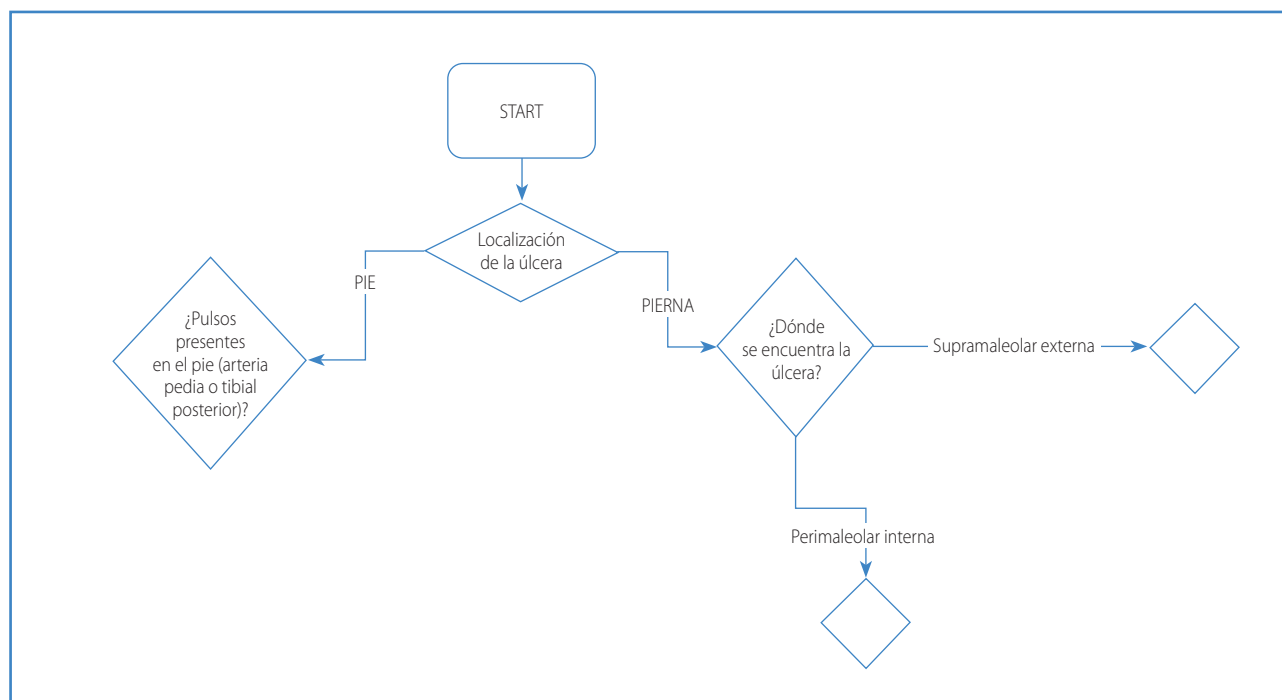 START
Localización
de la úlcera
PIE
PIERNA
¿Pulsos
presentes
en el pie (arteria
pedia o tibial
posterior)?
¿Dónde
se encuentra la
úlcera?
Supramaleolar externa
Perimaleolar interna